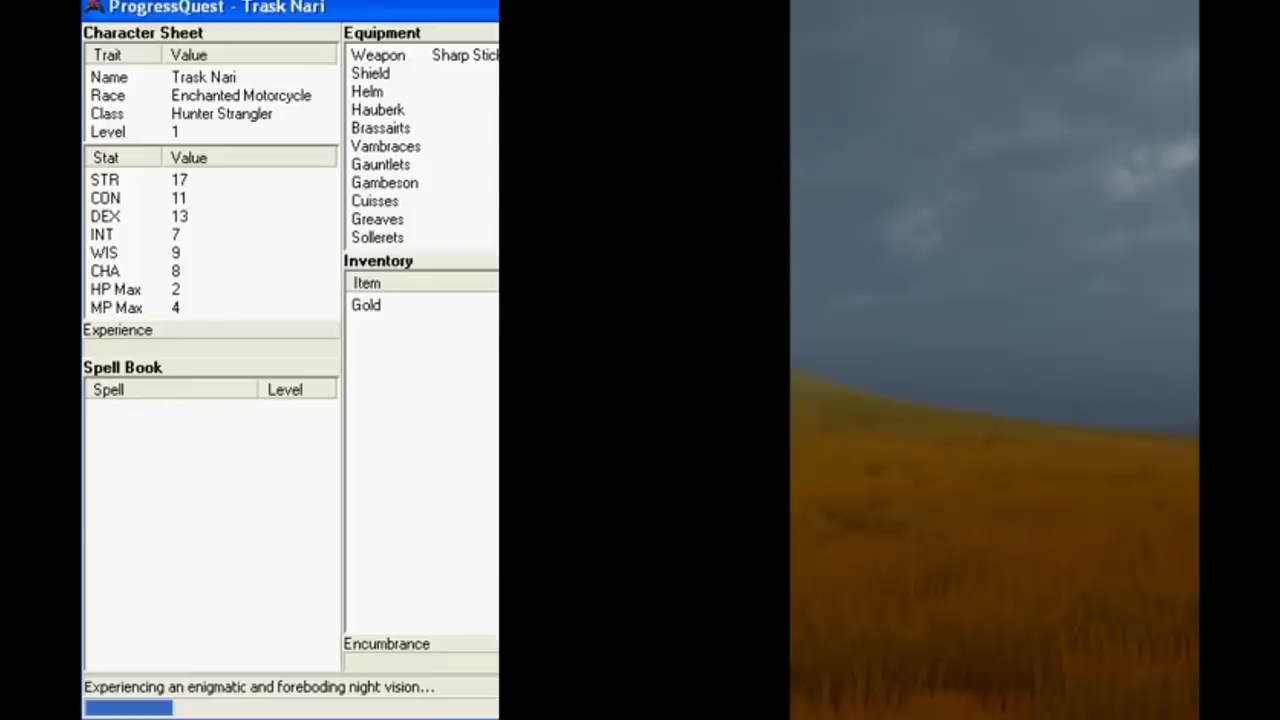 ProgressQuest - Trask Nari
Character Sheet
Trait Value
Name Trask Nari
Race Enchanted Motorcycle
Class Hunter Strangler
Level 1
Stat Value
STR 17
CON 11
DEX 13
INT 7
WIS 9
CHA 8
HP Max 2
MP Max 4
Experience
Spell Book
Spell Level
Equipment
Weapon Sharp Stick
Shield
Helm
Hauberk
Brassairts
Vambraces
Gauntlets
Gambeson
Cuisses
Greaves
Sollerets
Inventory
Item
Gold
Encumbrance
Experiencing an enigmatic and foreboding night vision...